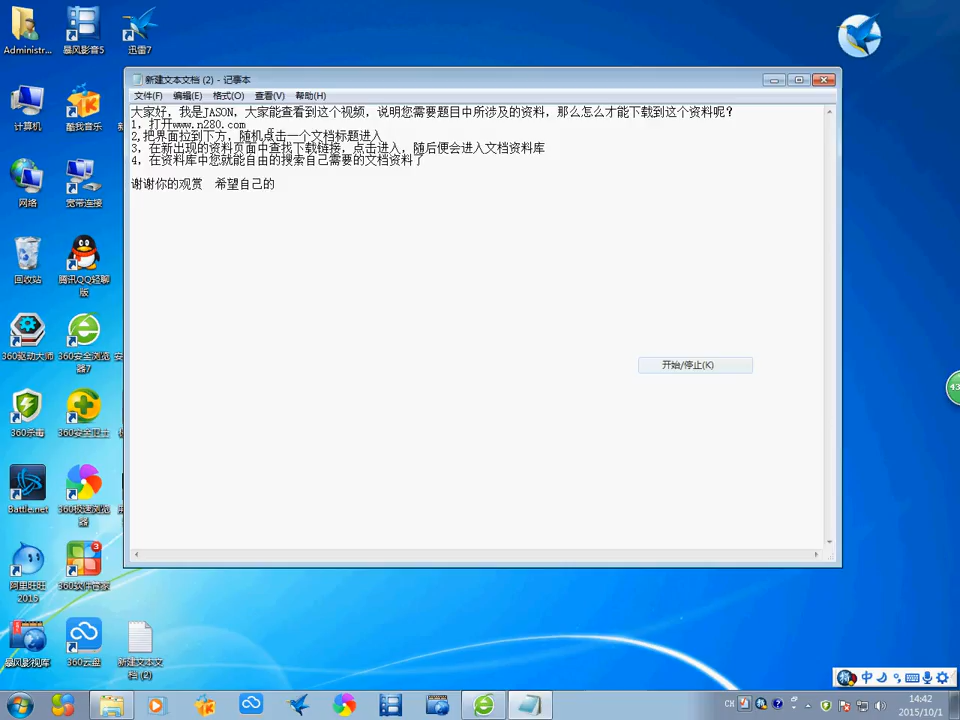 Administr...
暴风影音5
迅雷7
计算机
酷我音乐
网络
宽带连接
回收站
腾讯QQ轻聊版
360驱动大师
360安全浏览器7
360杀毒
360安全卫士
Battle.net
360极速浏览器
阿里旺旺2015
360软件管家
3
暴风影视库
360云盘
新建文本文档 (2)
新建文本文档 (2) - 记事本
文件(F) 编辑(E) 格式(O) 查看(V) 帮助(H)
大家好，我是JASON，大家能查看到这个视频，说明您需要题目中所涉及的资料，那么怎么才能下载到这个资料呢？
1，打开www.n280.com
2,把界面拉到下方，随机点击一个文档标题进入
3，在新出现的资料页面中查找下载链接，点击进入，随后便会进入文档资料库
4，在资料库中您就能自由的搜索自己需要的文档资料了
谢谢你的观赏 希望自己的
开始/停止(K)
43
中
CH
14:42
2015/10/1